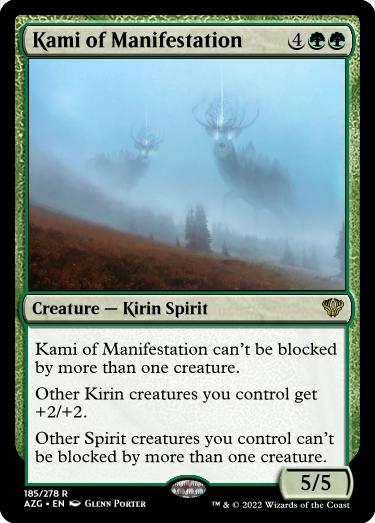 Kami of Manifestation 4
Creature — Kirin Spirit
Kami of Manifestation can't be blocked
by more than one creature.
Other Kirin creatures you control get
+2/+2.
Other Spirit creatures you control can't
be blocked by more than one creature.
5/5
185/278 R
AZG • EN Glenn Porter
™ & © 2022 Wizards of the Coast